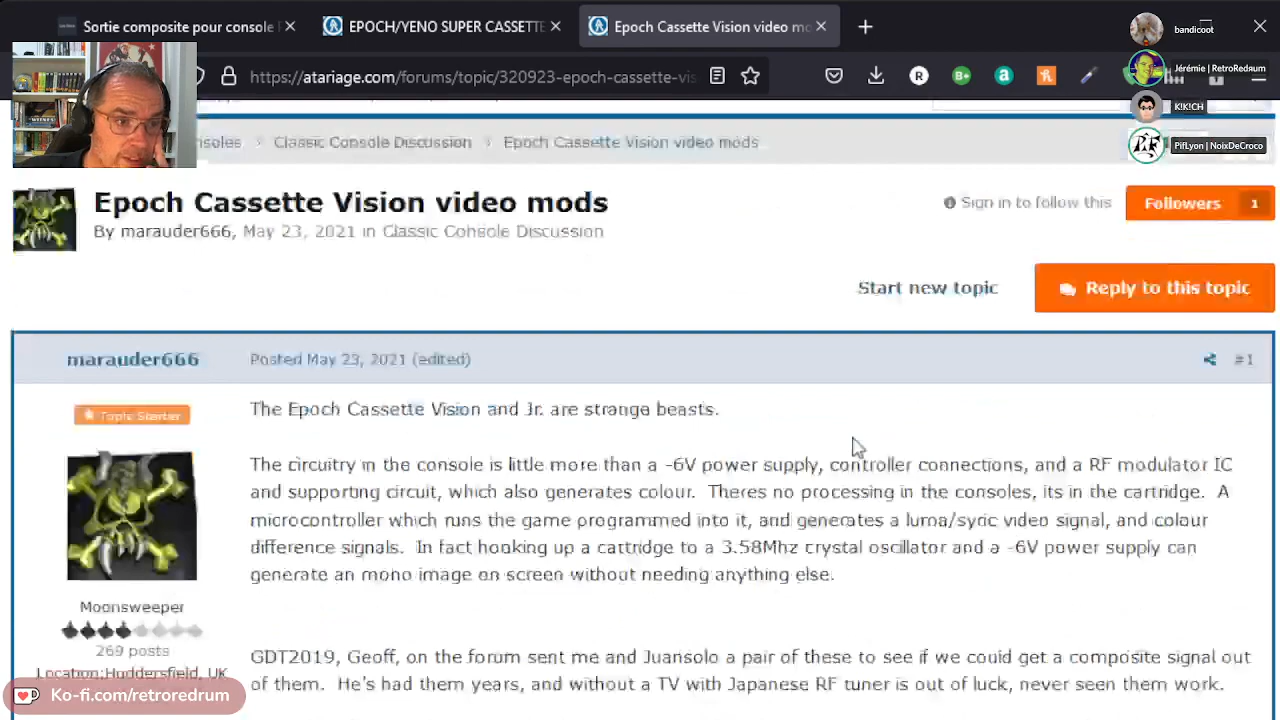 Sortie composite pour console
EPOCH/YENO SUPER CASSETTE
Epoch Cassette Vision video mo
bandicoot
https://atariage.com/forums/topic/320923-epoch-cassette-vis
Jérémie | RetroRedaum
KIK!CH
PifLyon | NoixDeCroco
nsoles > Classic Console Discussion > Epoch Cassette Vision video mods
Epoch Cassette Vision video mods
By marauder666, May 23, 2021 in Classic Console Discussion
Sign in to follow this
Followers 1
Start new topic
Reply to this topic
marauder666
Posted May 23, 2021 (edited)
#1
Topic Starter
The Epoch Cassette Vision and Jr. are strange beasts.
The circuitry in the console is little more than a -6V power supply, controller connections, and a RF modulator IC
and supporting circuit, which also generates colour. Theres no processing in the consoles, its in the cartridge. A
microcontroller which runs the game programmed into it, and generates a luma/sync video signal, and colour
difference signals. In fact hooking up a cartridge to a 3.58Mhz crystal oscillator and a -6V power supply can
generate an mono image on screen without needing anything else.
Moonsweeper
269 posts
Location: Huddersfield, UK
GDT2019, Geoff, on the forum sent me and Juansolo a pair of these to see if we could get a composite signal out
of them. He's had them years, and without a TV with Japanese RF tuner is out of luck, never seen them work.
Ko-fi.com/retroredrum